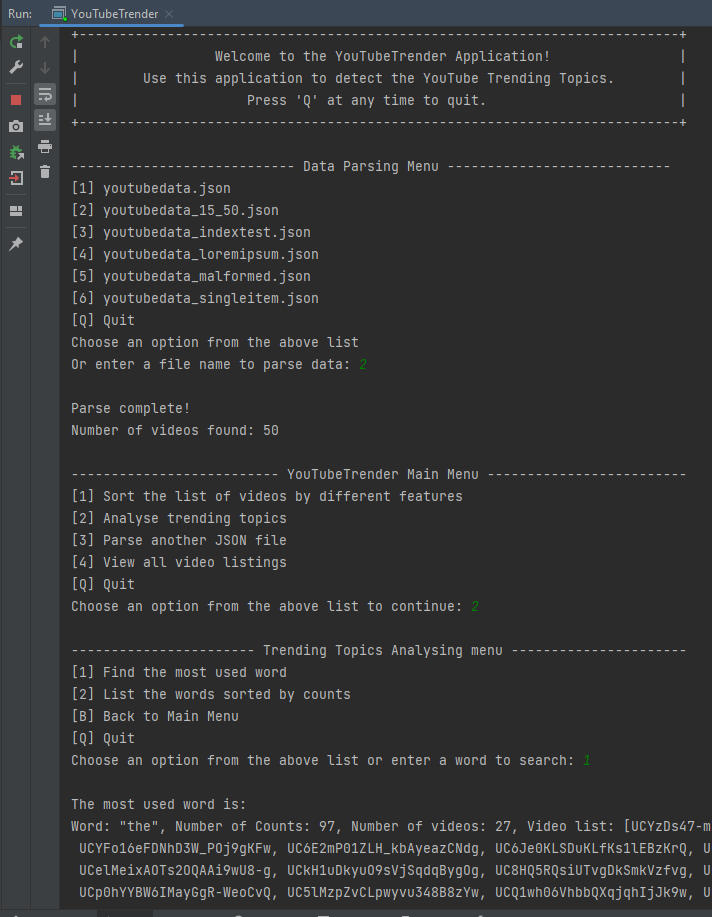 Run: YouTubeTrender
+---------------------------------------------------------------------------+
| Welcome to the YouTubeTrender Application! |
| Use this application to detect the YouTube Trending Topics. |
| Press 'Q' at any time to quit. |
+---------------------------------------------------------------------------+
---------------------------- Data Parsing Menu ----------------------------
[1] youtubedata.json
[2] youtubedata_15_50.json
[3] youtubedata_indextest.json
[4] youtubedata_loremipsum.json
[5] youtubedata_malformed.json
[6] youtubedata_singleitem.json
[Q] Quit
Choose an option from the above list
Or enter a file name to parse data: 2
Parse complete!
Number of videos found: 50
-------------------------- YouTubeTrender Main Menu -------------------------
[1] Sort the list of videos by different features
[2] Analyse trending topics
[3] Parse another JSON file
[4] View all video listings
[Q] Quit
Choose an option from the above list to continue: 2
----------------------- Trending Topics Analysing menu ----------------------
[1] Find the most used word
[2] List the words sorted by counts
[B] Back to Main Menu
[Q] Quit
Choose an option from the above list or enter a word to search: 1
The most used word is:
Word: "the", Number of Counts: 97, Number of videos: 27, Video list: [UCYzDs47-m
UCYFo16eFDNhD3W_POj9gKFw, UC6E2mP01ZLH_kbAyeazCNdg, UC6Je0KLSDuKLfKs1lEBzKrQ, U
UCelMeixAOTs2OQAAi9wU8-g, UCkH1uDkyuO9sVjSqdqBygOg, UC8HQ5RQsiUTvgDkSmkVzfvg, U
UCp0hYYBW6IMayGgR-WeoCvQ, UC5lMzpZvCLpwyvu348B8zYw, UCQ1wh06VhbbQXqjqhIjJk9w, U